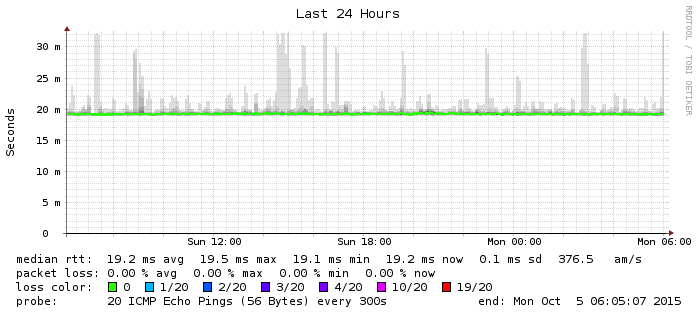 Last 24 Hours
RRDTOOL / TOBI OETIKER
Seconds
30 m
25 m
20 m
15 m
10 m
5 m
0
Sun 12:00 Sun 18:00 Mon 00:00 Mon 06:00
median rtt: 19.2 ms avg 19.5 ms max 19.1 ms min 19.2 ms now 0.1 ms sd 376.5 am/s
packet loss: 0.00 % avg 0.00 % max 0.00 % min 0.00 % now
loss color: 0 1/20 2/20 3/20 4/20 10/20 19/20
probe: 20 ICMP Echo Pings (56 Bytes) every 300s end: Mon Oct 5 06:05:07 2015